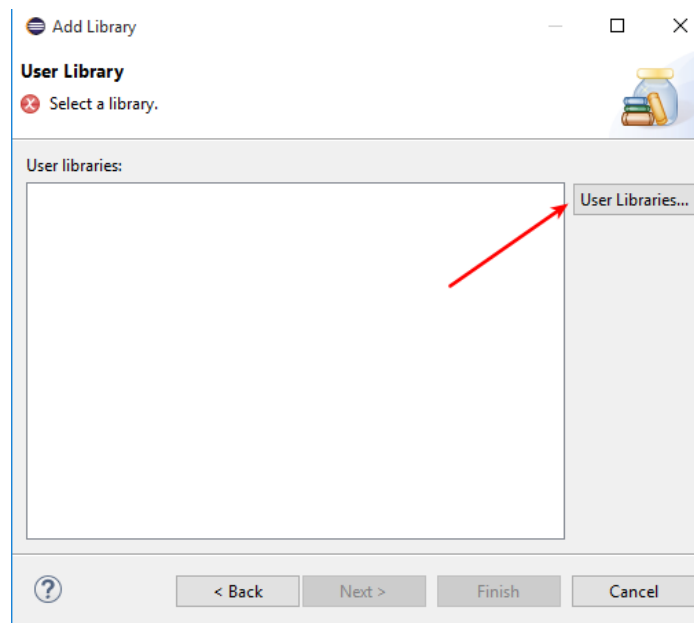 Add Library
User Library
Select a library.
User libraries:
User Libraries...
?
< Back Next > Finish Cancel